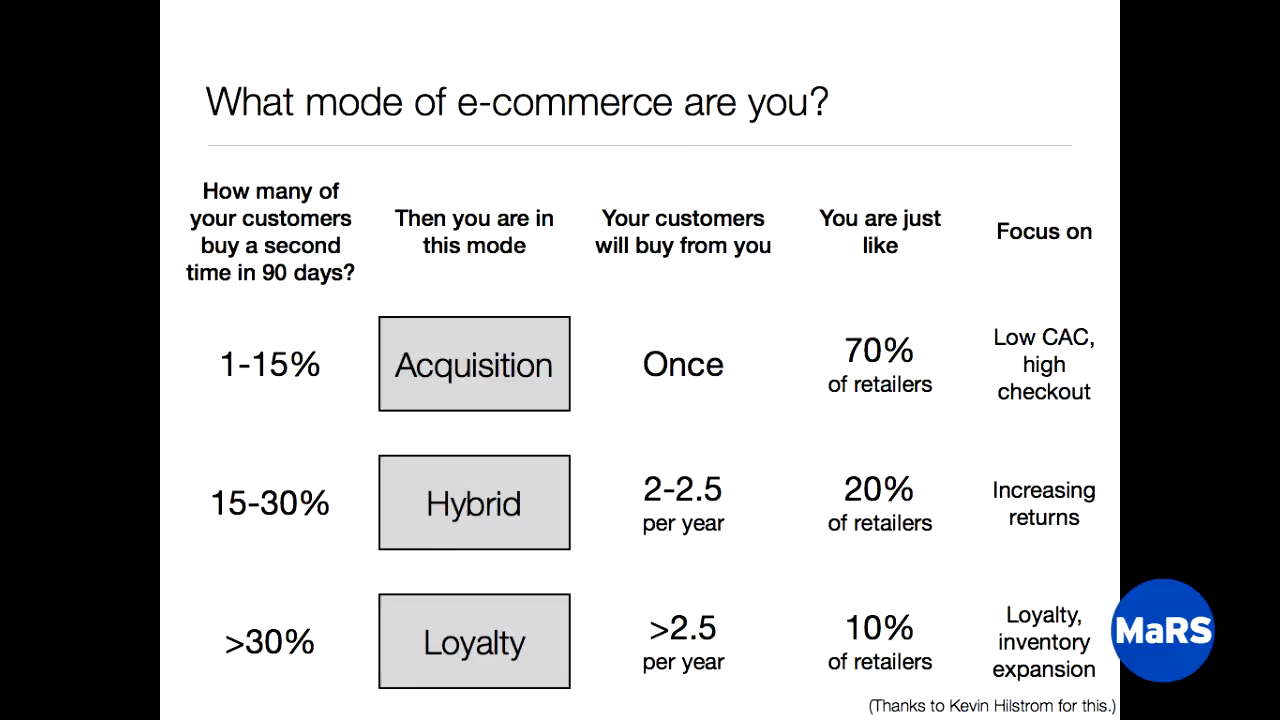 What mode of e-commerce are you?
How many of
your customers
buy a second
time in 90 days?
Then you are in
this mode
Your customers
will buy from you
You are just
like
Focus on
1-15%
Acquisition
Once
70%
of retailers
Low CAC,
high
checkout
15-30%
Hybrid
2-2.5
per year
20%
of retailers
Increasing
returns
>30%
Loyalty
>2.5
per year
10%
of retailers
Loyalty,
inventory
expansion
MaRS
(Thanks to Kevin Hilstrom for this.)